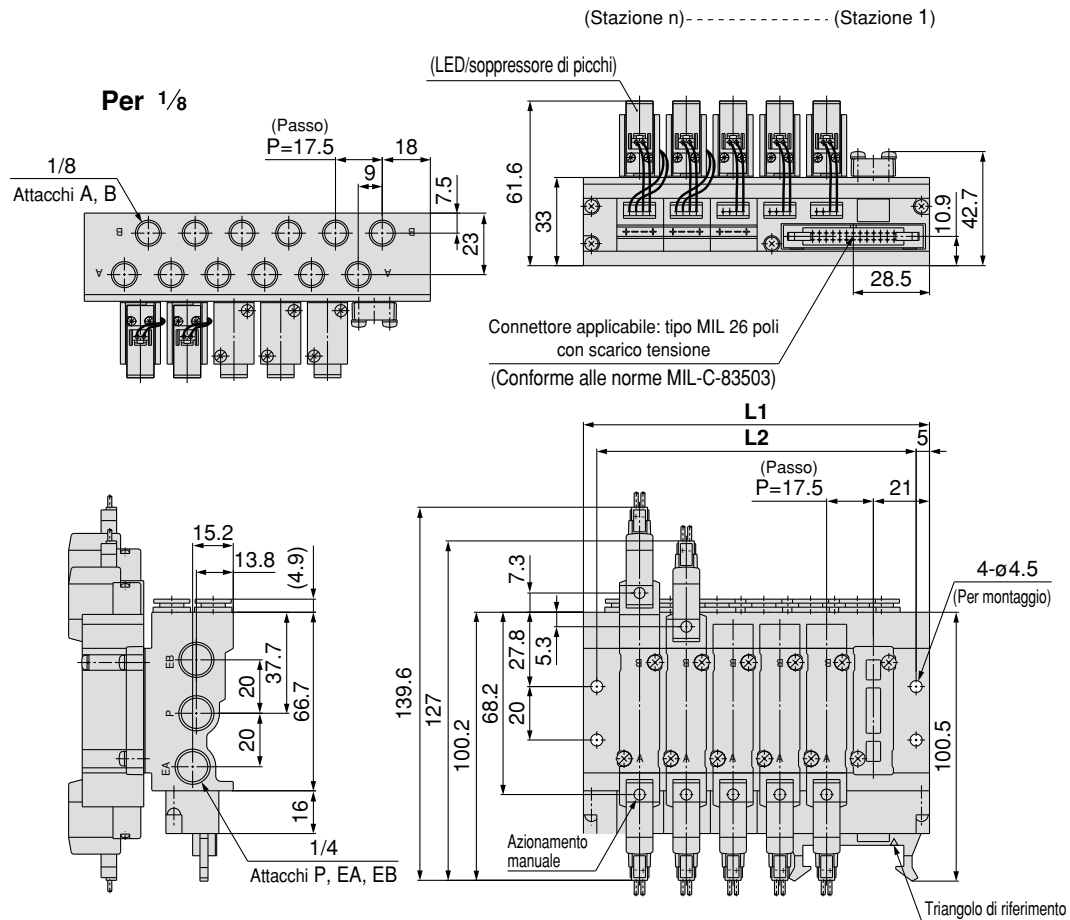 (Stazione n) (Stazione 1)
(LED/soppressore di picchi)
Per 1/8
(Passo)
P=17.5
18
9
7.5
23
1/8
Attacchi A, B
B
B
A
A
61.6
33
10.9
42.7
28.5
Connettore applicabile: tipo MIL 26 poli
con scarico tensione
(Conforme alle norme MIL-C-83503)
L1
L2
5
(Passo)
P=17.5
21
15.2
13.8
(4.9)
37.7
66.7
20
20
16
EB
P
EA
1/4
Attacchi P, EA, EB
139.6
127
100.2
68.2
7.3
27.8
5.3
20
4-ø4.5
(Per montaggio)
100.5
B B B B B
A A A A A
Azionamento
manuale
Triangolo di riferimento